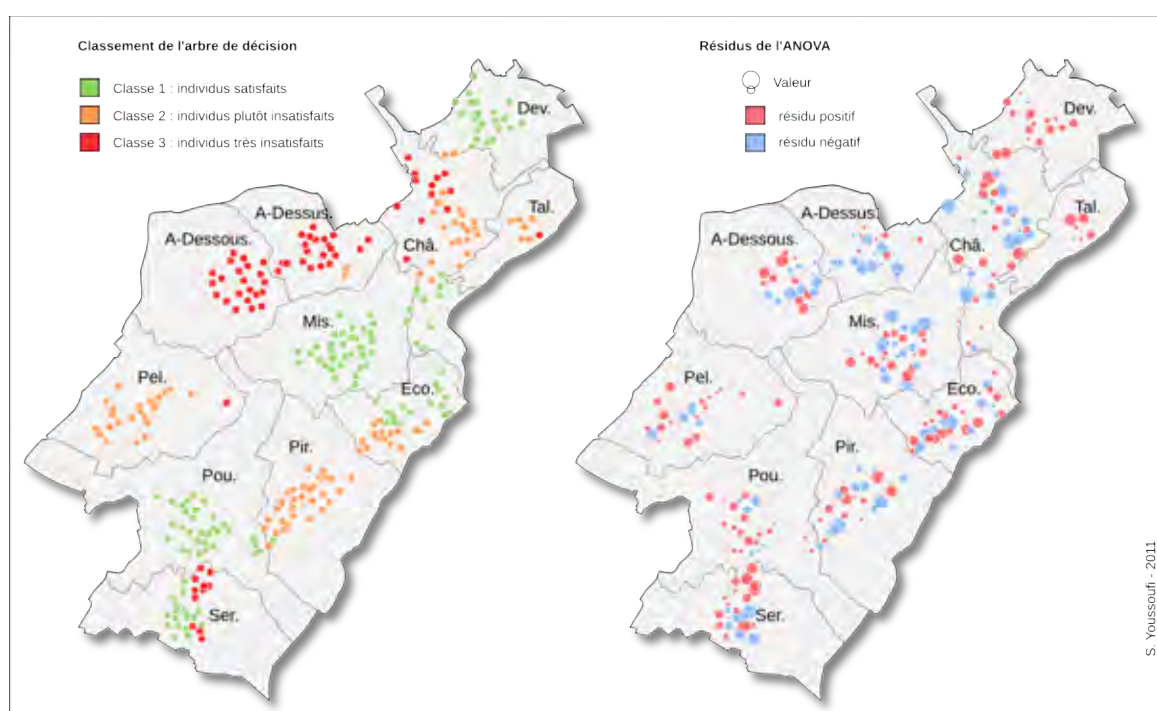 Classement de l'arbre de décision
Classe 1 : individus satisfaits
Classe 2 : individus plutôt insatisfaits
Classe 3 : individus très insatisfaits
Dev.
Tal.
A-Dessus.
A-Dessous.
Châ.
Mis.
Pel.
Eco.
Pir.
Pou.
Ser.
Résidus de l'ANOVA
Valeur
résidu positif
résidu négatif
Dev.
Tal.
A-Dessus.
A-Dessous.
Châ.
Mis.
Pel.
Eco.
Pir.
Pou.
Ser.
S. Youssoufi - 2011